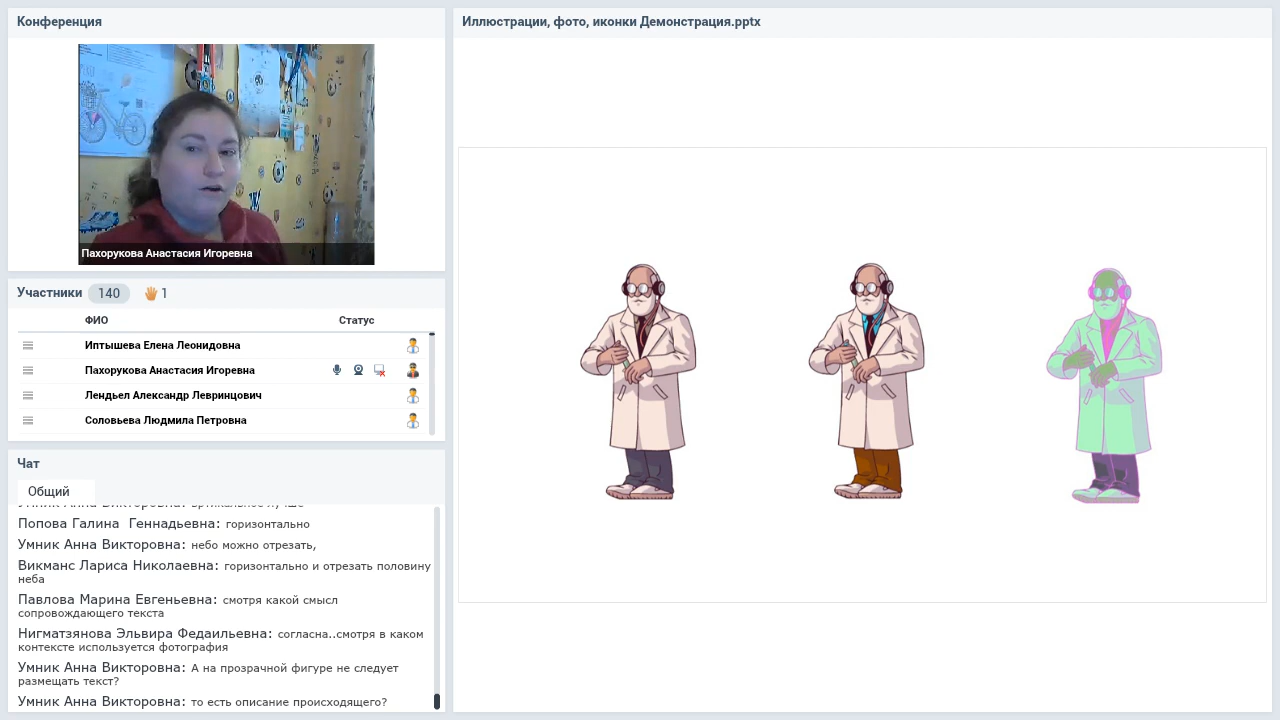 Конференция
Иллюстрации, фото, иконки Демонстрация.pptx
Пахорукова Анастасия Игоревна
Участники 140 1
ФИО Статус
Иптышева Елена Леонидовна
Пахорукова Анастасия Игоревна
Лендьел Александр Левринцович
Соловьева Людмила Петровна
Чат
Общий
Попова Галина Геннадьевна: горизонтально
Умник Анна Викторовна: небо можно отрезать,
Викманс Лариса Николаевна: горизонтально и отрезать половину
неба
Павлова Марина Евгеньевна: смотря какой смысл
сопровождающего текста
Нигматзянова Эльвира Федаильевна: согласна..смотря в каком
контексте используется фотография
Умник Анна Викторовна: А на прозрачной фигуре не следует
размещать текст?
Умник Анна Викторовна: то есть описание происходящего?